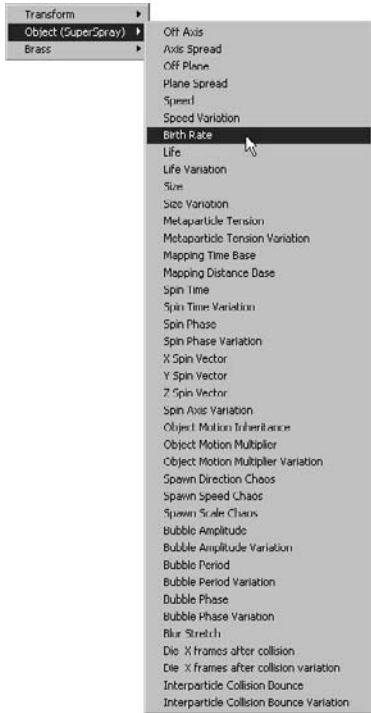 Transform
Object (SuperSpray)
Brass
Off Axis
Axis Spread
Off Plane
Plane Spread
Speed
Speed Variation
Birth Rate
Life
Life Variation
Size
Size Variation
Metaparticle Tension
Metaparticle Tension Variation
Mapping Time Base
Mapping Distance Base
Spin Time
Spin Time Variation
Spin Phase
Spin Phase Variation
X Spin Vector
Y Spin Vector
Z Spin Vector
Spin Axis Variation
Object Motion Inheritance
Object Motion Multiplier
Object Motion Multiplier Variation
Spawn Direction Chaos
Spawn Speed Chaos
Spawn Scale Chaos
Bubble Amplitude
Bubble Amplitude Variation
Bubble Period
Bubble Period Variation
Bubble Phase
Bubble Phase Variation
Blur Stretch
Die X frames after collision
Die X frames after collision variation
Interparticle Collision Bounce
Interparticle Collision Bounce Variation